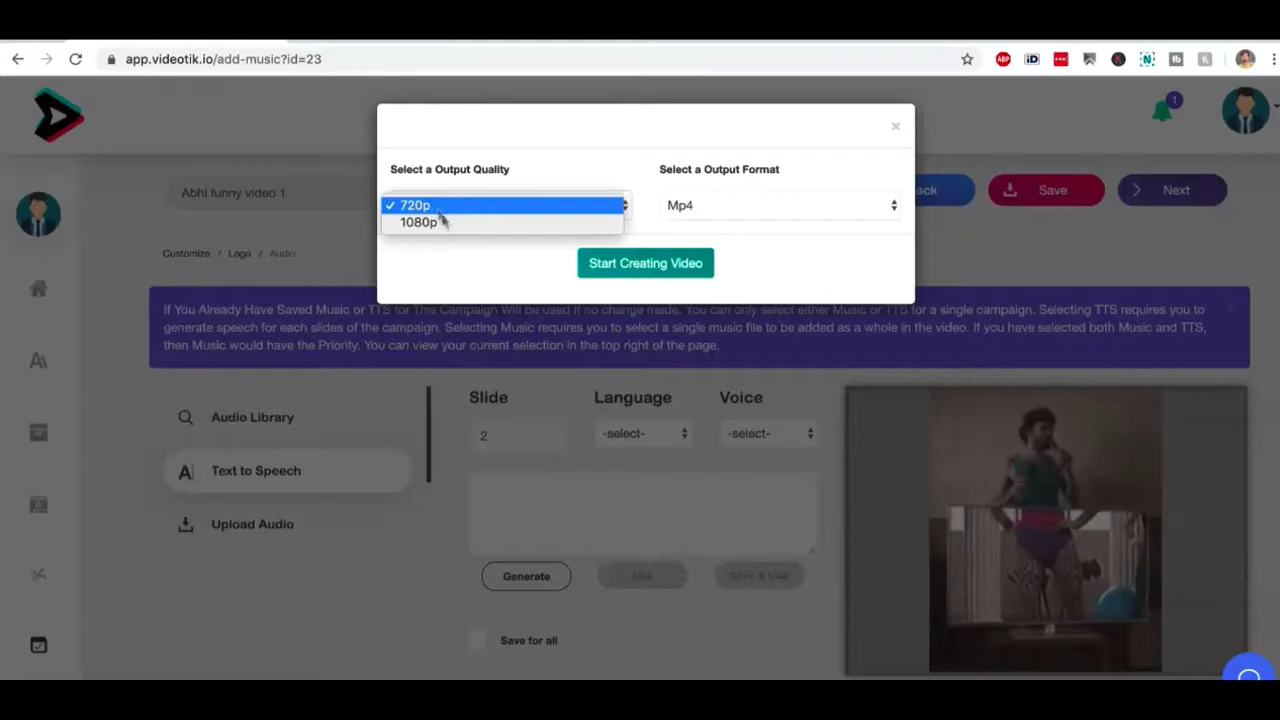 app.videotik.io/add-music?id=23
ABP
iD
1
Select a Output Quality
Select a Output Format
720p
1080p
Mp4
Start Creating Video
Abhi funny video 1
ack
Save
Next
Customize / Logo / Audio
If You Already Have Saved Music or TTS for This Campaign Will be used if no change made. You can only select either Music or TTS for a single campaign. Selecting TTS requires you to
generate speech for each slides of the campaign. Selecting Music requires you to select a single music file to be added as a whole in the video. If you have selected both Music and TTS,
then Music would have the Priority. You can view your current selection in the top right of the page.
Audio Library
Text to Speech
Upload Audio
Slide
Language
Voice
2
-select-
-select-
Generate
Save for all